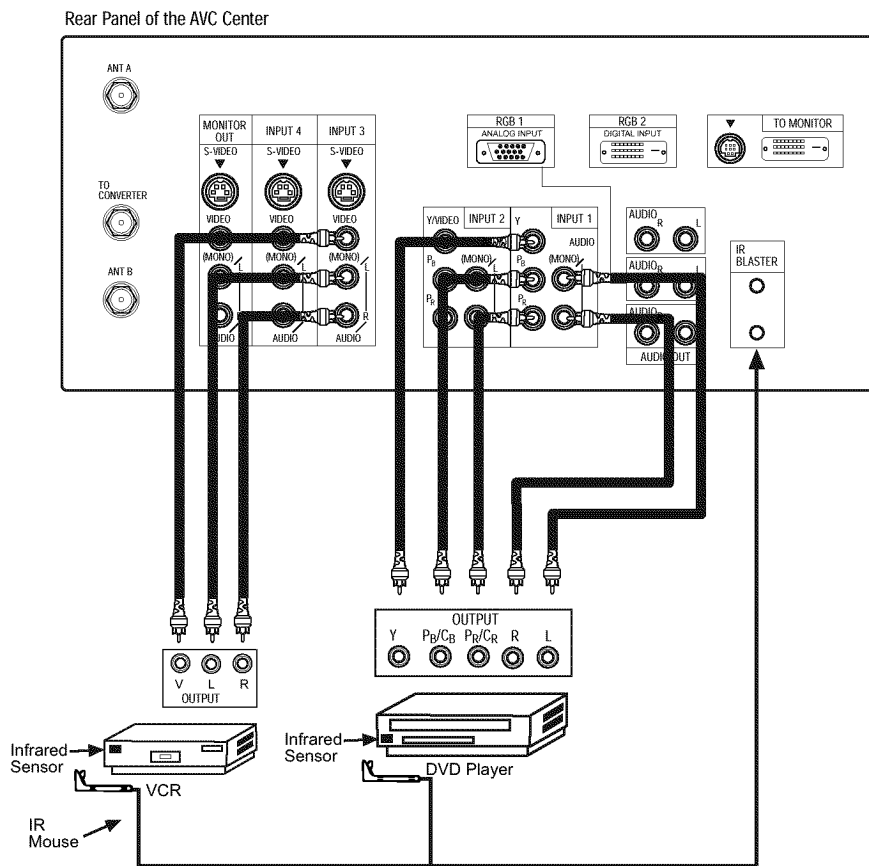 Rear Panel of the AVC Center
ANT A
TO
CONVERTER
ANT B
MONITOR
OUT
INPUT 4
INPUT 3
S-VIDEO
S-VIDEO
S-VIDEO
VIDEO
VIDEO
VIDEO
(MONO)
L
(MONO)
L
(MONO)
L
R
AUDIO
AUDIO
AUDIO
RGB 1
ANALOG INPUT
RGB 2
DIGITAL INPUT
TO MONITOR
Y/VIDEO
INPUT 2
Y
INPUT 1
AUDIO
PB
(MONO)
L
PB
(MONO)
L
PR
PR
AUDIO
R
L
AUDIO
R
L
AUDIO
AUDIO OUT
IR
BLASTER
OUTPUT
Y
PB/CB
PR/CR
R
L
V
L
R
OUTPUT
Infrared
Sensor
VCR
Infrared
Sensor
DVD Player
IR
Mouse